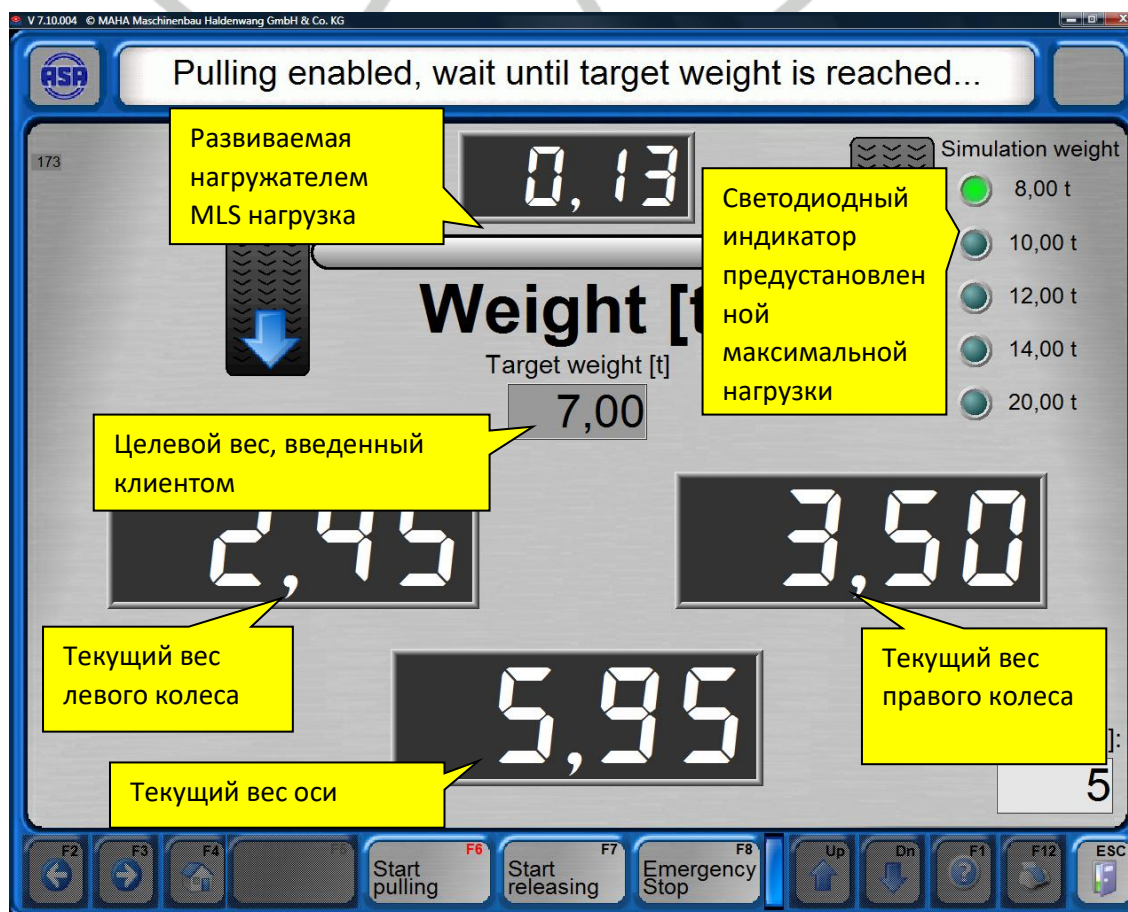 V 7.10.004 © MAHA Maschinenbau Haldenwang GmbH & Co. KG
ASA
Pulling enabled, wait until target weight is reached...
173
Развиваемая
нагружателем
MLS нагрузка
0,13
Simulation weight
8,00 t
10,00 t
12,00 t
14,00 t
20,00 t
Светодиодный
индикатор
предустановлен
ной
максимальной
нагрузки
Weight [t
Target weight [t]
7,00
Целевой вес, введенный
клиентом
2,45
3,50
Текущий вес
левого колеса
Текущий вес
правого колеса
5,95
Текущий вес оси
]:
5
F2
F3
F4
F5
F6
Start
pulling
F7
Start
releasing
F8
Emergency
Stop
Up
Dn
F1
F12
ESC